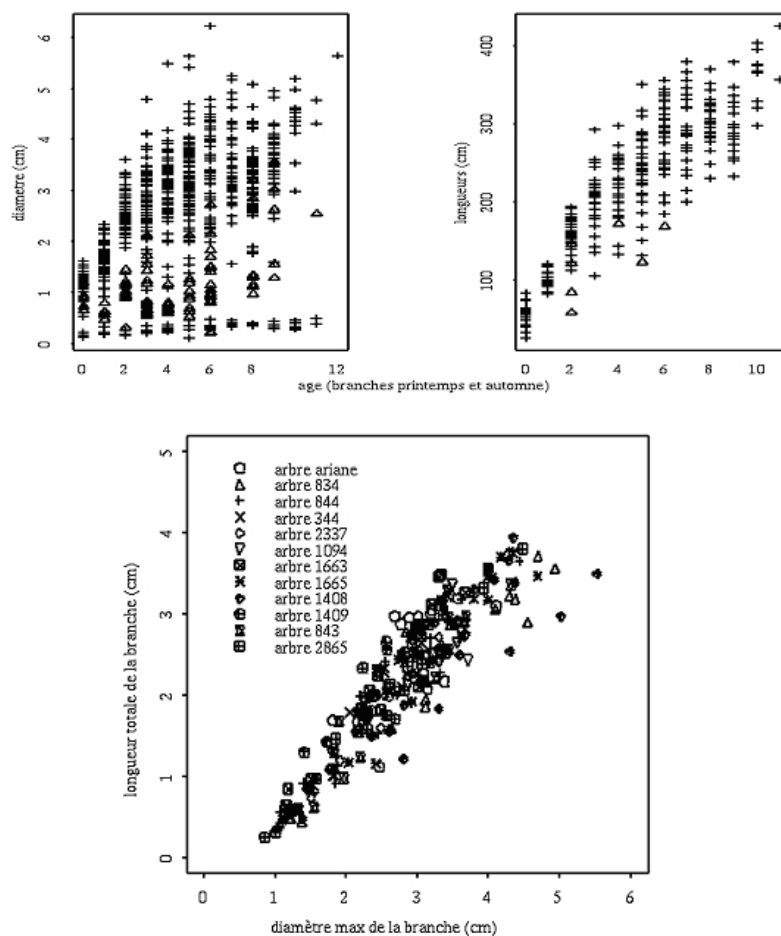 diametre (cm)
6
5
4
3
2
1
0
0 2 4 6 8 12
longueurs (cm)
400
300
200
100
0 2 4 6 8 10
age (branches printemps et automne)
longueur totale de la branche (cm)
5
4
3
2
1
0
arbre ariane
arbre 834
arbre 844
arbre 344
arbre 2337
arbre 1094
arbre 1663
arbre 1665
arbre 1408
arbre 1409
arbre 843
arbre 2865
0 1 2 3 4 5 6
diamètre max de la branche (cm)